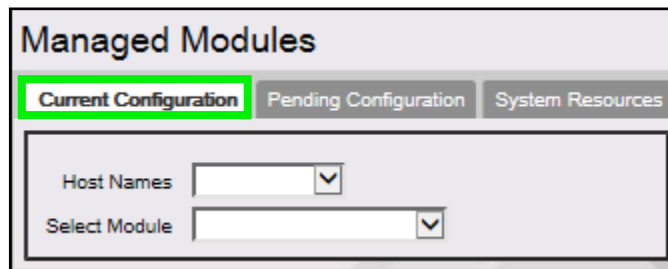 Managed Modules
Current Configuration Pending Configuration System Resources
Host Names
Select Module